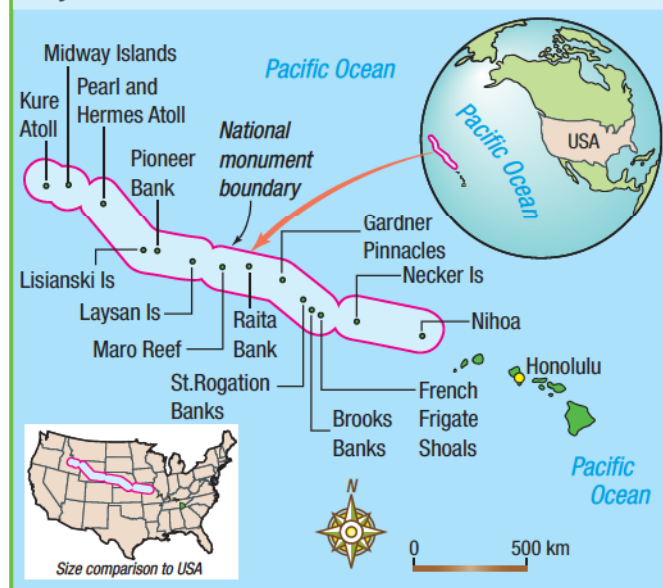 Midway Islands
Pacific Ocean
Kure
Atoll
Pearl and
Hermes Atoll
Pioneer
Bank
National
monument
boundary
Pacific Ocean
USA
Gardner
Pinnacles
Necker Is
Lisianski Is
Laysan Is
Maro Reef
Raita
Bank
Nihoa
St.Rogation
Banks
Brooks
Banks
French
Frigate
Shoals
Honolulu
Pacific
Ocean
N
0 500 km
Size comparison to USA